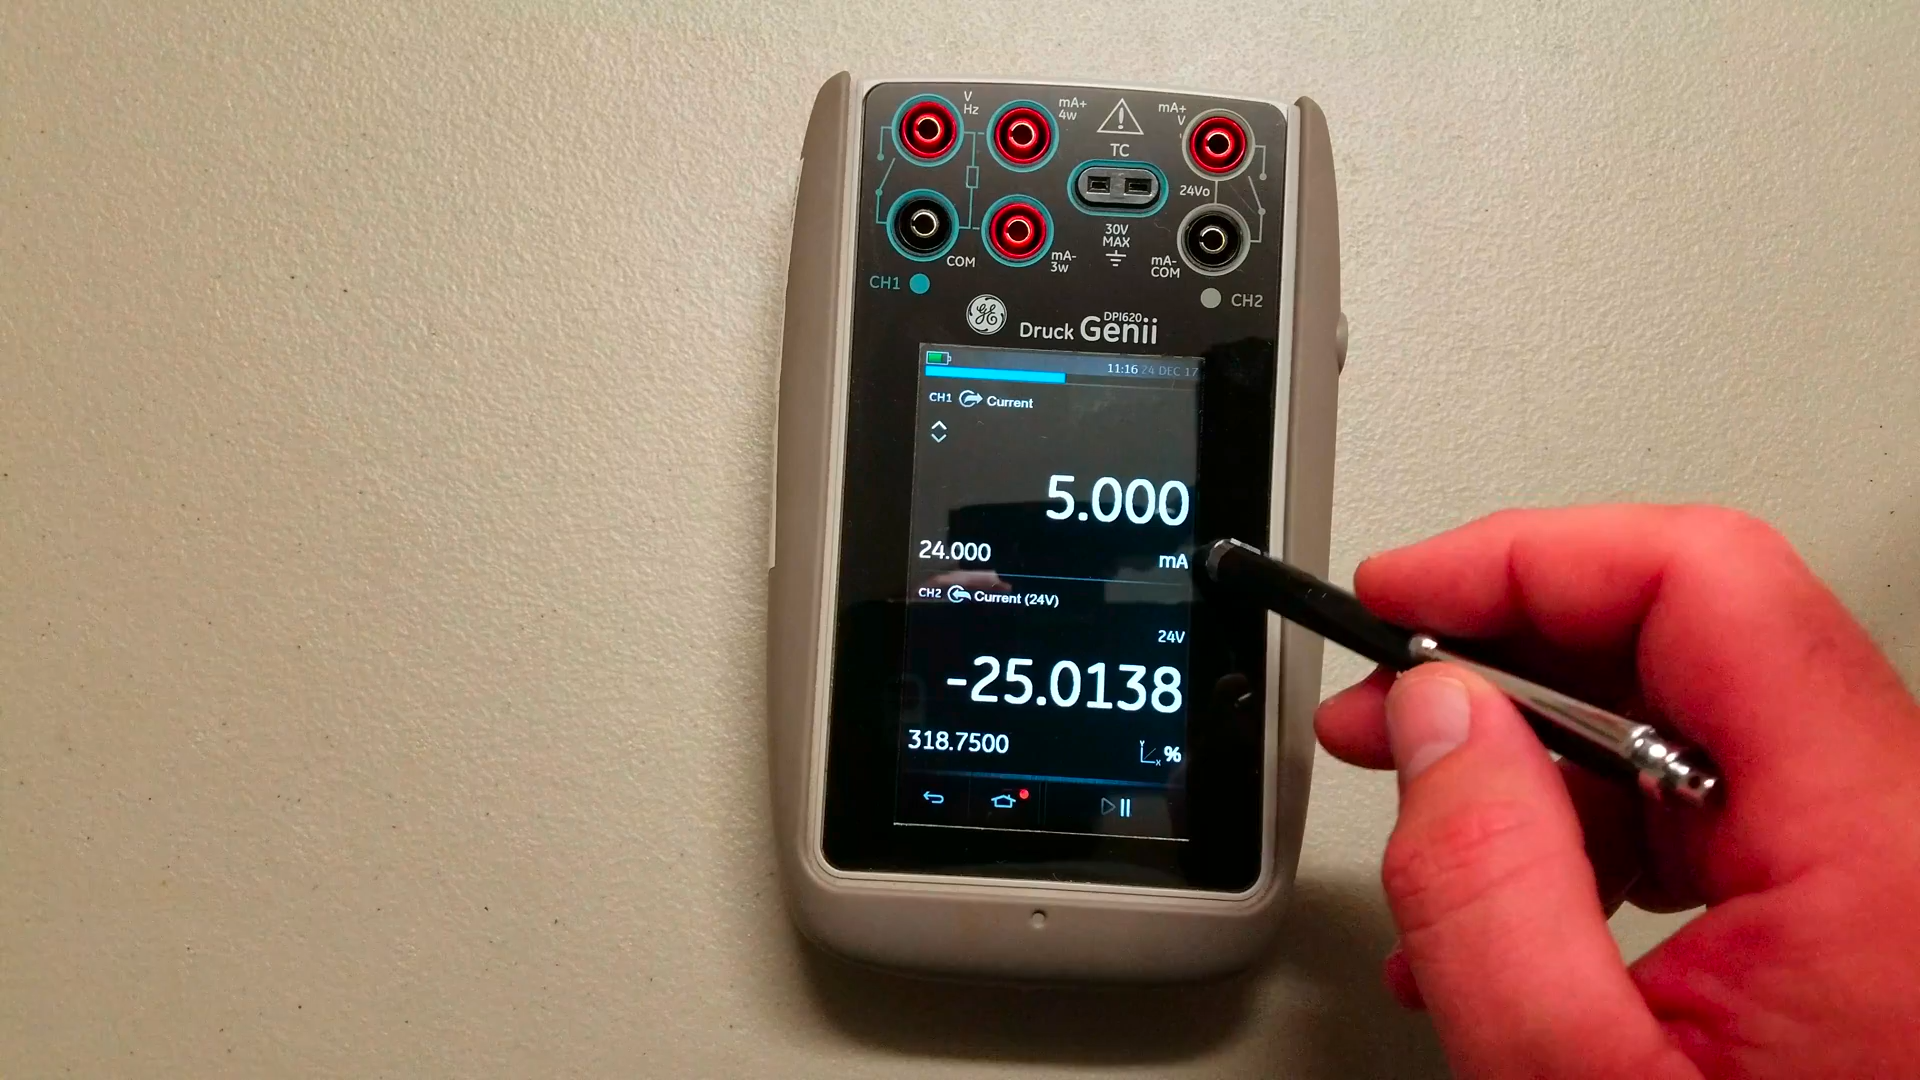 V
Hz
mA+
4w
TC
mA+
V
24Vo
30V
MAX
COM
mA-
3w
mA-
COM
CH1
CH2
GE
DPI620
Druck Genii
11:16 24 DEC 17
CH1 Current
5.000
24.000 mA
CH2 Current (24V)
24V
-25.0138
318.7500
Y
X %